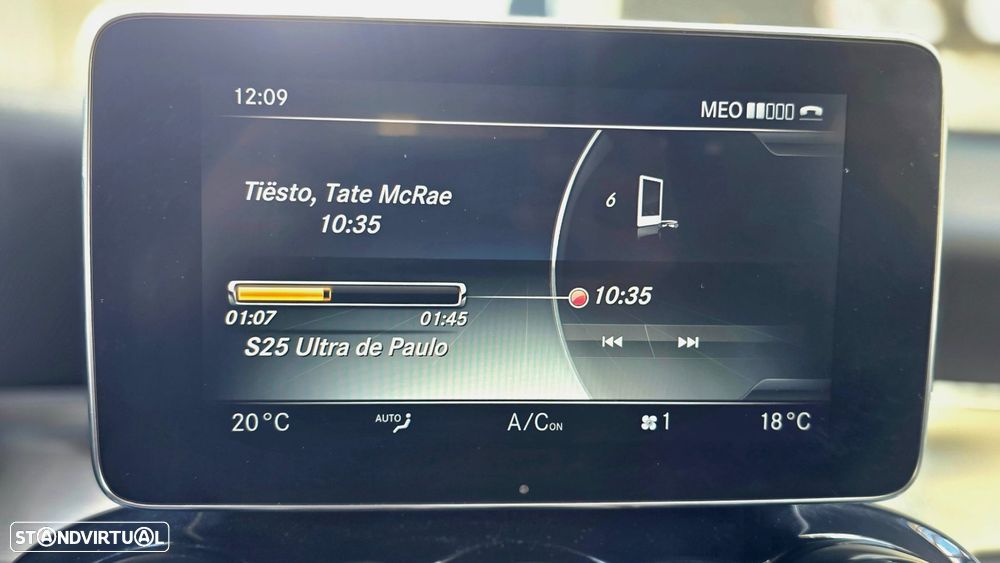 12:09
MEO
Tiësto, Tate McRae
10:35
6
10:35
01:07 01:45
S25 Ultra de Paulo
20°C AUTO A/C ON 1 18°C
STANDVIRTUAL